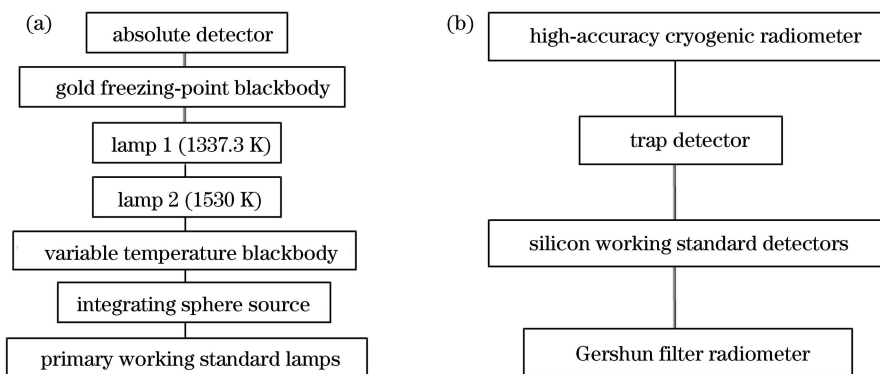 (a)
absolute detector
gold freezing-point blackbody
lamp 1 (1337.3 K)
lamp 2 (1530 K)
variable temperature blackbody
integrating sphere source
primary working standard lamps
(b)
high-accuracy cryogenic radiometer
trap detector
silicon working standard detectors
Gershun filter radiometer